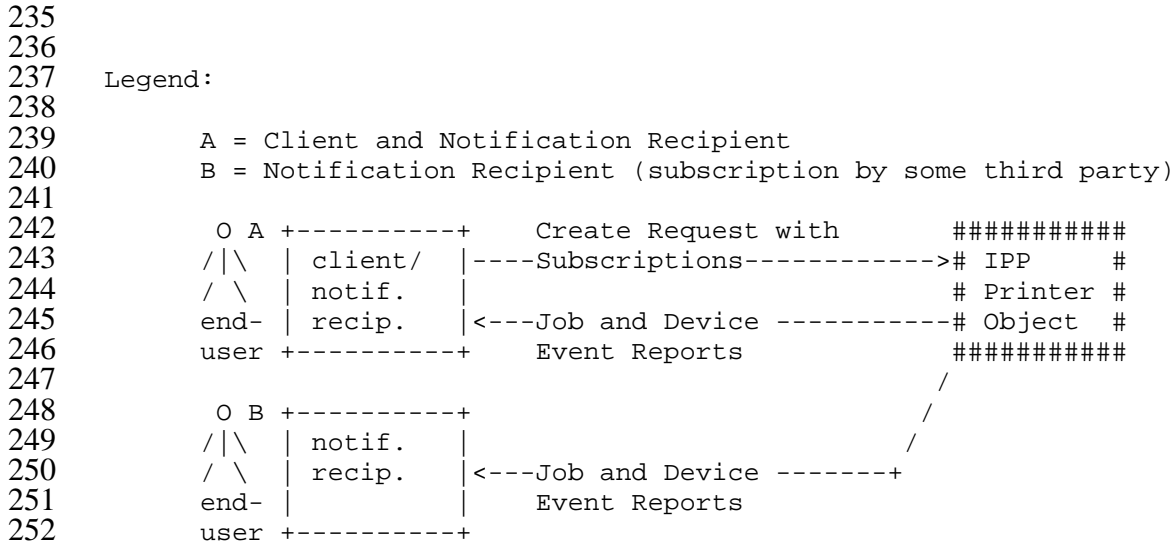 235
236
237 Legend:
238
239 A = Client and Notification Recipient
240 B = Notification Recipient (subscription by some third party)
241
242 O A +----------+ Create Request with ###########
243 /|\ | client/ |----Subscriptions------------># IPP #
244 / \ | notif. | # Printer #
245 end- | recip. |<---Job and Device -----------# Object #
246 user +----------+ Event Reports ###########
247 /
248 O B +----------+ /
249 /|\ | notif. | /
250 / \ | recip. |<---Job and Device -------+
251 end- | | Event Reports
252 user +----------+